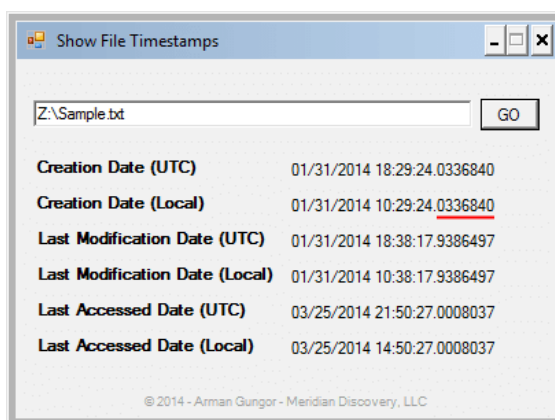 Show File Timestamps
Z:\Sample.txt GO
Creation Date (UTC) 01/31/2014 18:29:24.0336840
Creation Date (Local) 01/31/2014 10:29:24.0336840
Last Modification Date (UTC) 01/31/2014 18:38:17.9386497
Last Modification Date (Local) 01/31/2014 10:38:17.9386497
Last Accessed Date (UTC) 03/25/2014 21:50:27.0008037
Last Accessed Date (Local) 03/25/2014 14:50:27.0008037
© 2014 - Arman Gungor - Meridian Discovery, LLC